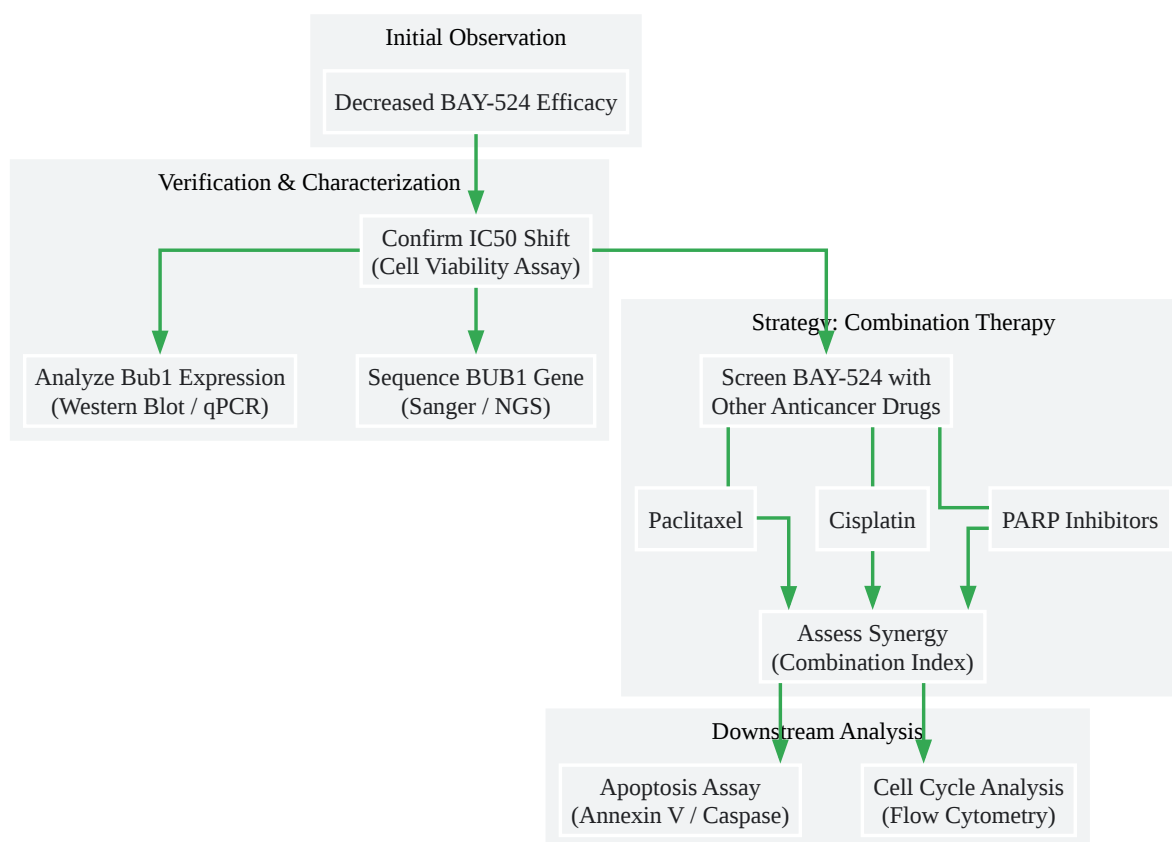 Initial Observation
Decreased BAY-524 Efficacy
Verification & Characterization
Confirm IC50 Shift
(Cell Viability Assay)
Analyze Bub1 Expression
(Western Blot / qPCR)
Sequence BUB1 Gene
(Sanger / NGS)
Strategy: Combination Therapy
Screen BAY-524 with
Other Anticancer Drugs
Paclitaxel
Cisplatin
PARP Inhibitors
Assess Synergy
(Combination Index)
Downstream Analysis
Apoptosis Assay
(Annexin V / Caspase)
Cell Cycle Analysis
(Flow Cytometry)